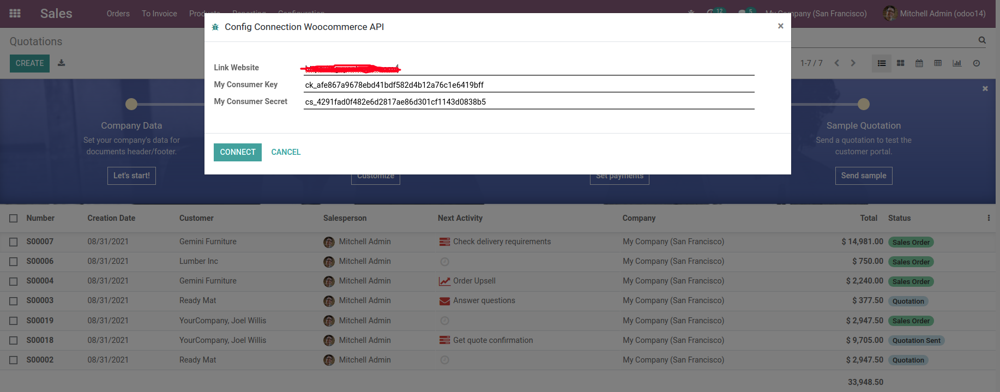 Sales Orders To Invoice 12 5 Company (San Francisco) Mitchell Admin (odoo14)
Config Connection Woocommerce API ×
Quotations
CREATE
1-7 / 7
Link Website
My Consumer Key ck_afe867a9678ebd41bdf582d4b12a76c1e6419bff
My Consumer Secret cs_4291fad0f482e6d2817ae86d301cf1143d0838b5
CONNECT CANCEL
Company Data
Set your company's data for
documents header/footer.
Let's start!
Customize
Set payments
Sample Quotation
Send a quotation to test the
customer portal.
Send sample
Number Creation Date Customer Salesperson Next Activity Company Total Status
S00007 08/31/2021 Gemini Furniture Mitchell Admin Check delivery requirements My Company (San Francisco) $ 14,981.00 Sales Order
S00006 08/31/2021 Lumber Inc Mitchell Admin My Company (San Francisco) $ 750.00 Sales Order
S00004 08/31/2021 Gemini Furniture Mitchell Admin Order Upsell My Company (San Francisco) $ 2,240.00 Sales Order
S00003 08/31/2021 Ready Mat Mitchell Admin Answer questions My Company (San Francisco) $ 377.50 Quotation
S00019 08/31/2021 YourCompany, Joel Willis Mitchell Admin My Company (San Francisco) $ 2,947.50 Sales Order
S00018 08/31/2021 YourCompany, Joel Willis Mitchell Admin Get quote confirmation My Company (San Francisco) $ 9,705.00 Quotation Sent
S00002 08/31/2021 Ready Mat Mitchell Admin My Company (San Francisco) $ 2,947.50 Quotation
33,948.50